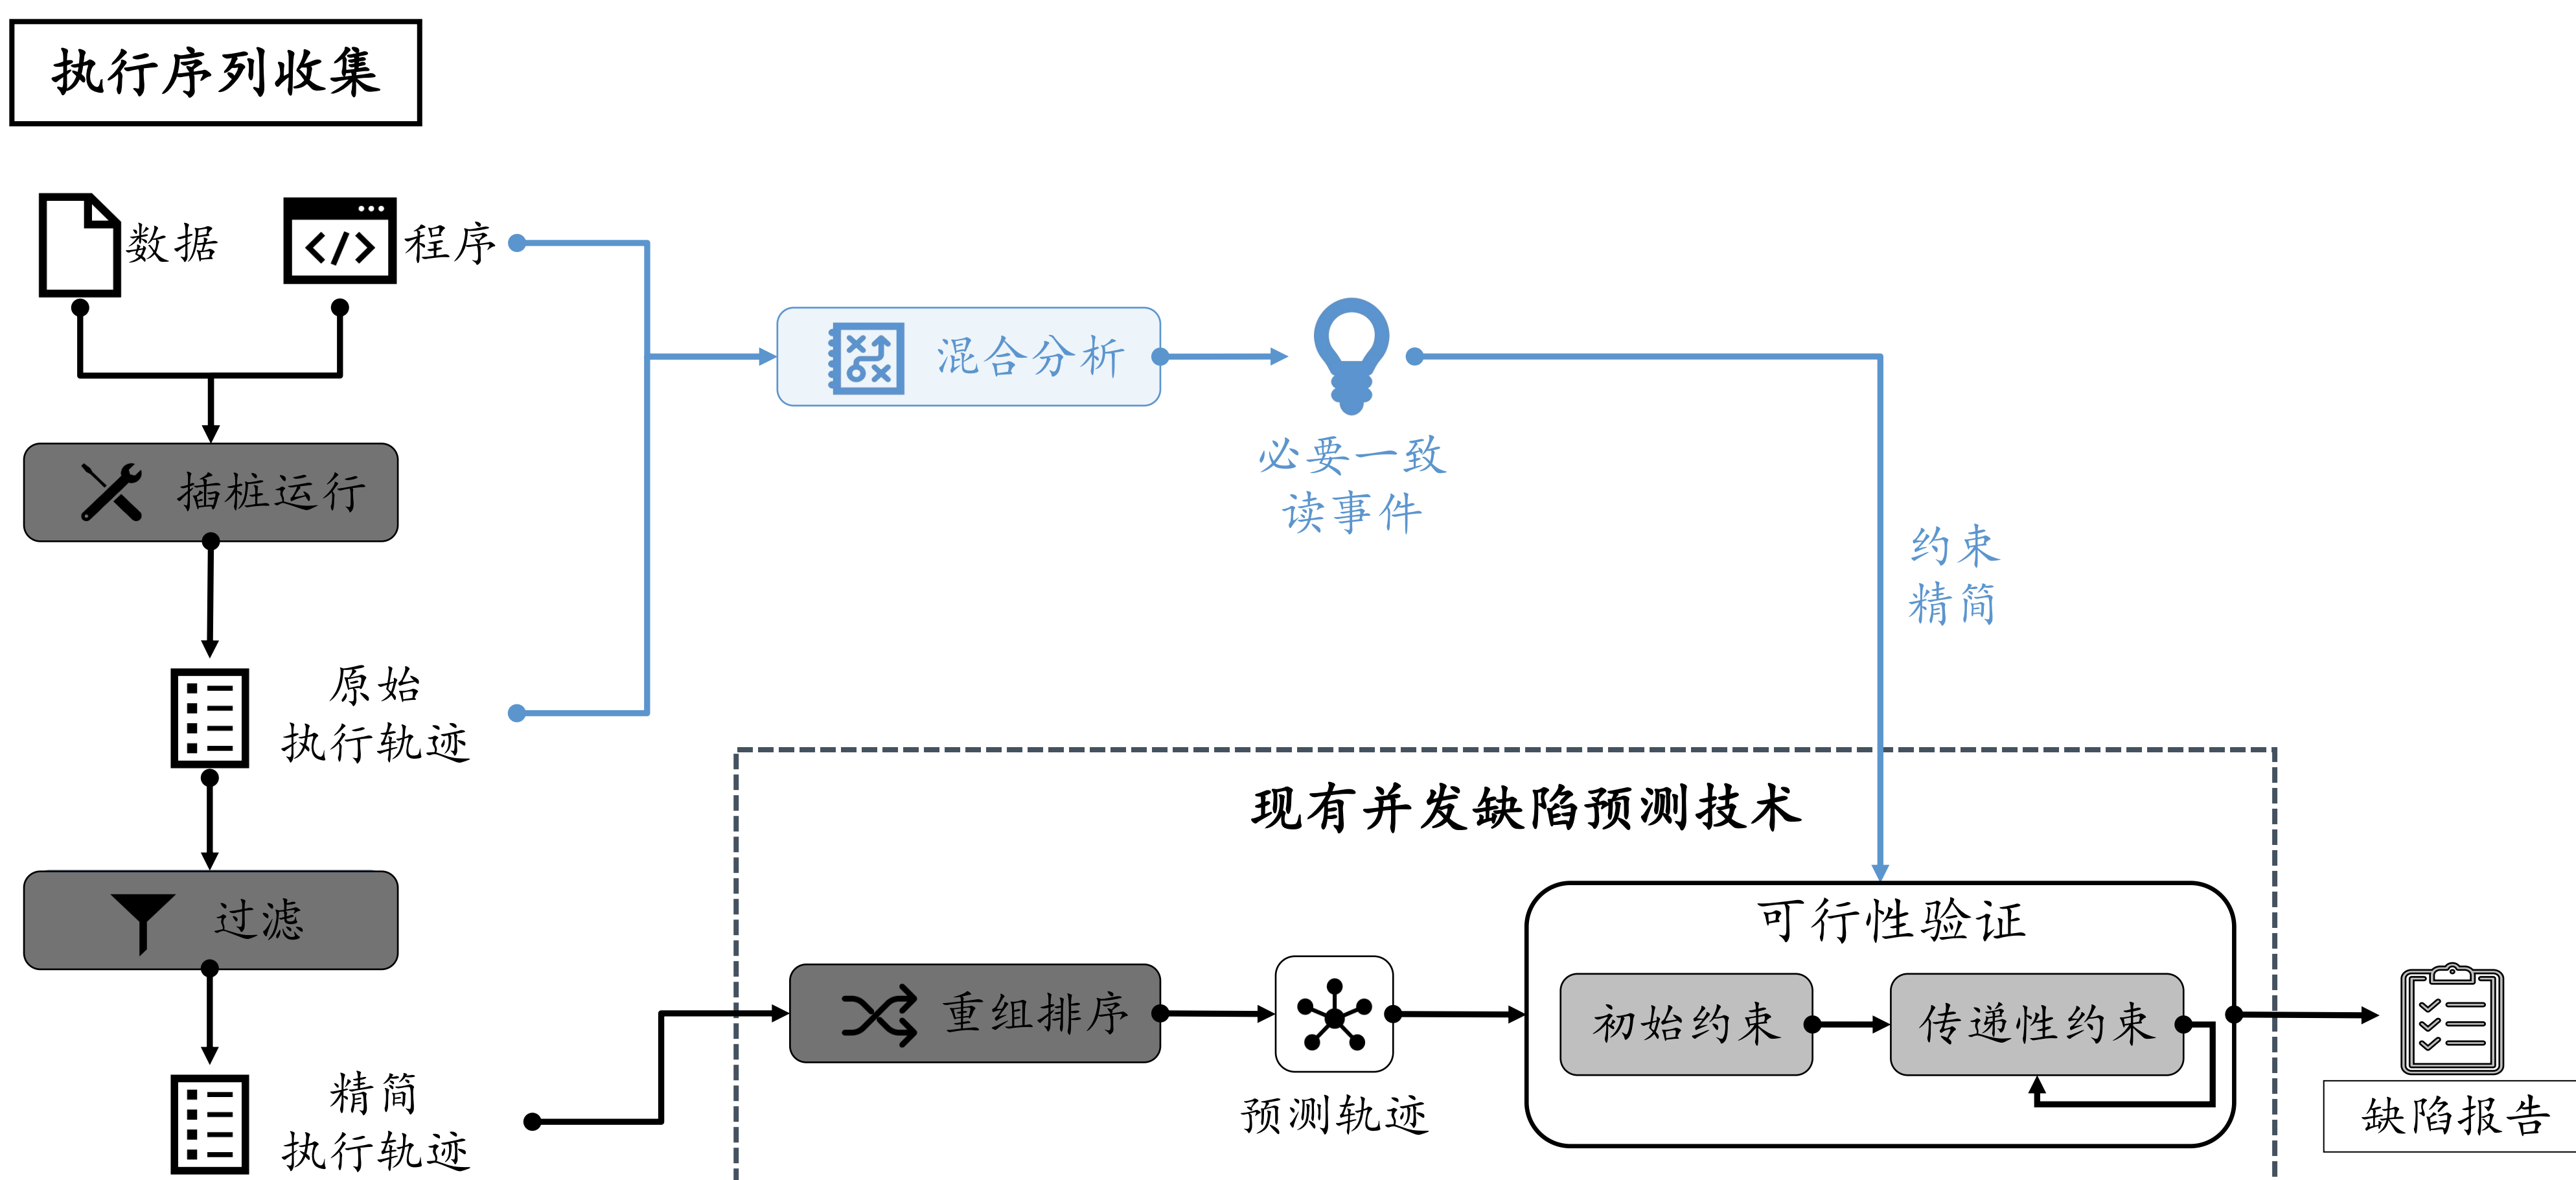 执行序列收集
数据
程序
插桩运行
原始
执行轨迹
过滤
精简
执行轨迹
混合分析
必要一致
读事件
约束
精简
现有并发缺陷预测技术
重组排序
预测轨迹
可行性验证
初始约束
传递性约束
缺陷报告